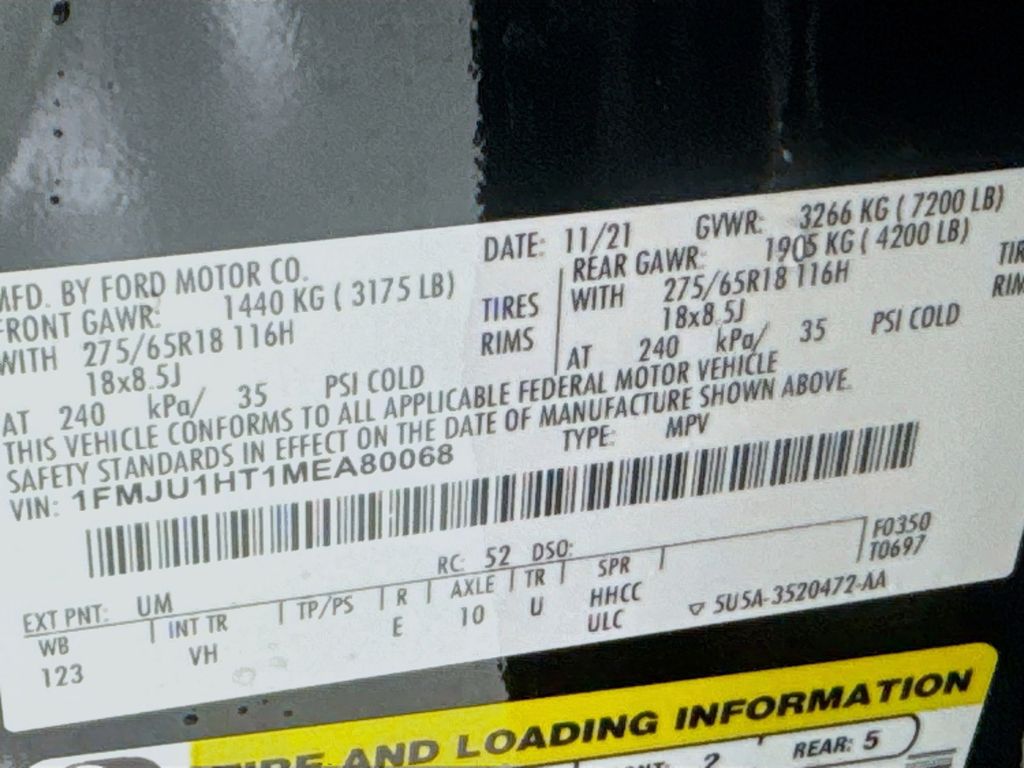 MFD. BY FORD MOTOR CO.
DATE: 11/21 GVWR: 3266 KG ( 7200 LB)
FRONT GAWR: 1440 KG ( 3175 LB)
REAR GAWR: 1905 KG ( 4200 LB)
WITH 275/65R18 116H TIRES
WITH 275/65R18 116H TIR
18x8.5J RIMS
18x8.5J RIM
AT 240 kPa/ 35 PSI COLD
AT 240 kPa/ 35 PSI COLD
THIS VEHICLE CONFORMS TO ALL APPLICABLE FEDERAL MOTOR VEHICLE
SAFETY STANDARDS IN EFFECT ON THE DATE OF MANUFACTURE SHOWN ABOVE.
VIN: 1FMJU1HT1MEA80068 TYPE: MPV
EXT PNT: UM RC: 52 DSO: F0350
WB INT TR TP/PS R AXLE TR SPR T0697
123 VH E 10 U HHCC 5U5A-3520472-AA
ULC
TIRE AND LOADING INFORMATION
2 REAR: 5